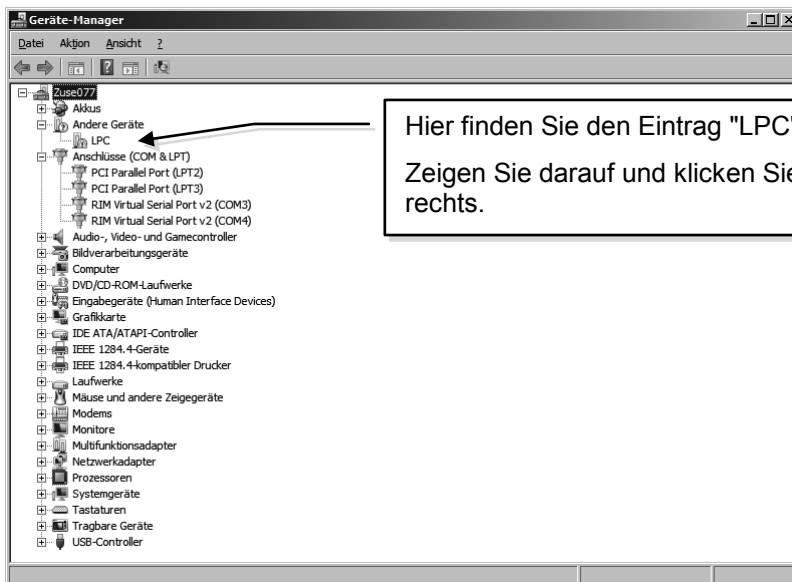 Geräte-Manager
Datei Aktion Ansicht ?
Zuse077
Akkus
Andere Geräte
LPC
Anschlüsse (COM & LPT)
PCI Parallel Port (LPT2)
PCI Parallel Port (LPT3)
RIM Virtual Serial Port v2 (COM3)
RIM Virtual Serial Port v2 (COM4)
Audio-, Video- und Gamecontroller
Bildverarbeitungsgeräte
Computer
DVD/CD-ROM-Laufwerke
Eingabegeräte (Human Interface Devices)
Grafikkarte
IDE ATA/ATAPI-Controller
IEEE 1284.4-Geräte
IEEE 1284.4-kompatibler Drucker
Laufwerke
Mäuse und andere Zeigegeräte
Modems
Monitore
Multifunktionsadapter
Netzwerkadapter
Prozessoren
Systemgeräte
Tastaturen
Tragbare Geräte
USB-Controller
Hier finden Sie den Eintrag "LPC"
Zeigen Sie darauf und klicken Sie
rechts.